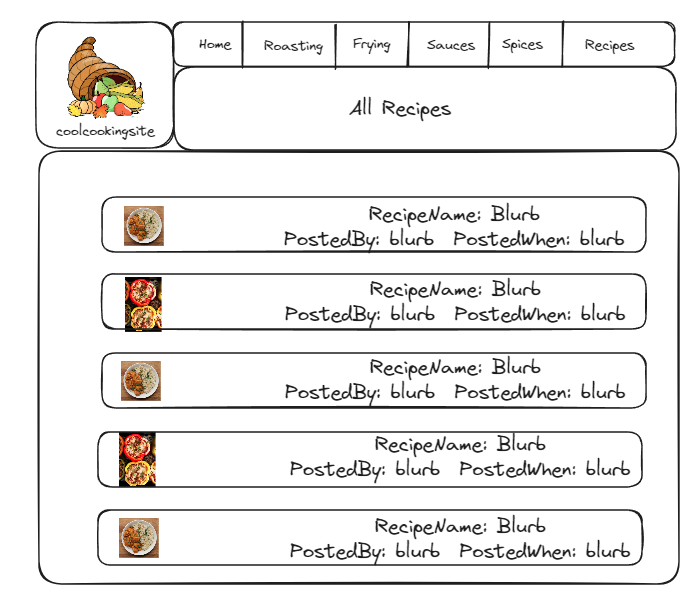 Home Roasting Frying Sauces Spices Recipes
All Recipes
coolcookingsite
RecipeName: Blurb
PostedBy: blurb PostedWhen: blurb
RecipeName: Blurb
PostedBy: blurb PostedWhen: blurb
RecipeName: Blurb
PostedBy: blurb PostedWhen: blurb
RecipeName: Blurb
PostedBy: blurb PostedWhen: blurb
RecipeName: Blurb
PostedBy: blurb PostedWhen: blurb